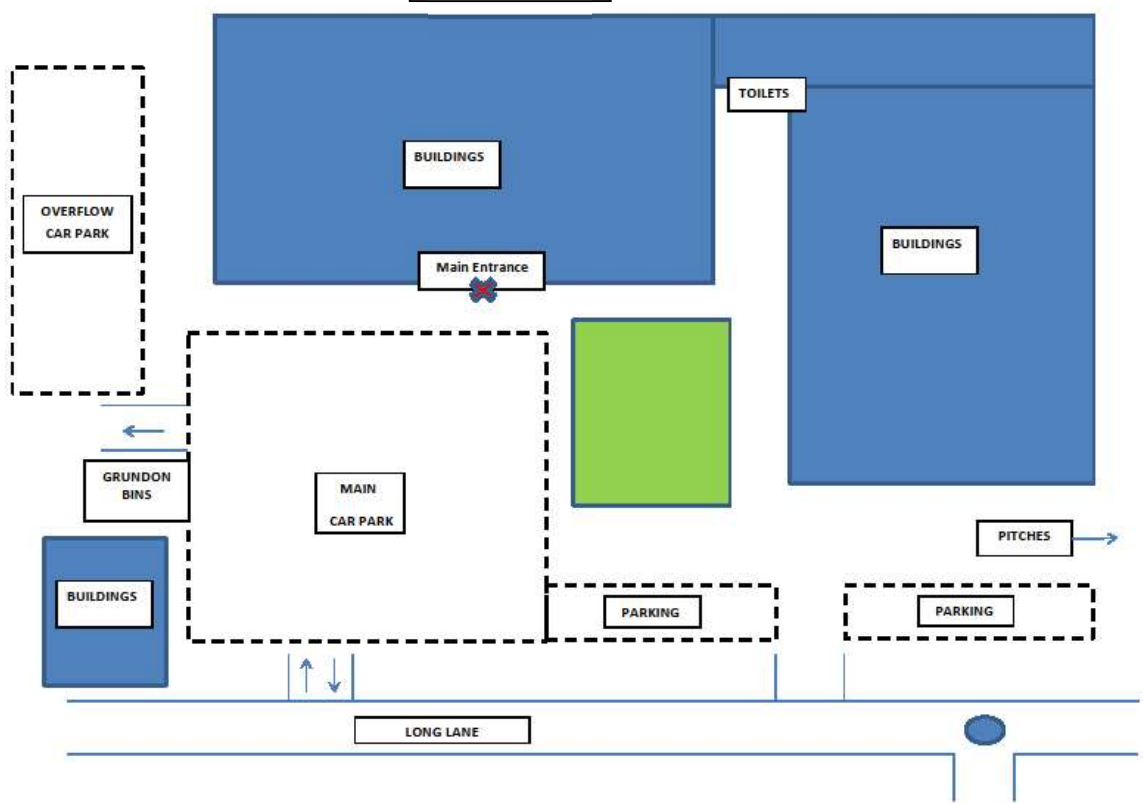 TOILETS
BUILDINGS
OVERFLOW
CAR PARK
BUILDINGS
Main Entrance
GRUNDON
BINS
MAIN
CAR PARK
PITCHES
BUILDINGS
PARKING
PARKING
LONG LANE